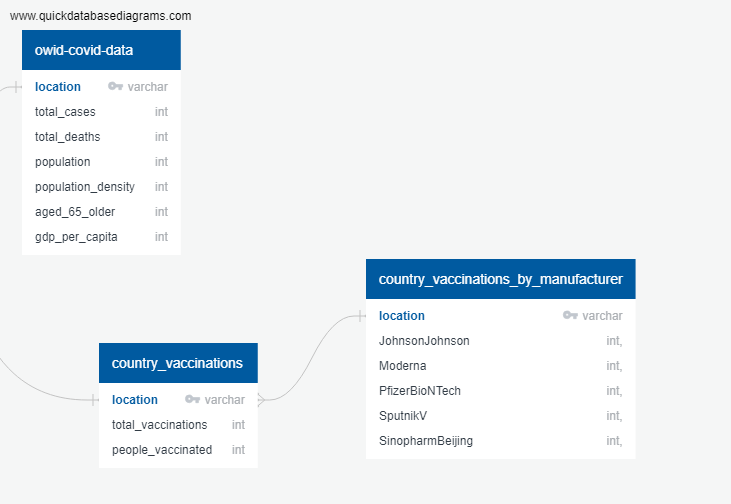 www.quickdatabasediagrams.com
owid-covid-data
location varchar
total_cases int
total_deaths int
population int
population_density int
aged_65_older int
gdp_per_capita int
country_vaccinations_by_manufacturer
location varchar
JohnsonJohnson int,
Moderna int,
PfizerBioNTech int,
SputnikV int,
SinopharmBeijing int,
country_vaccinations
location varchar
total_vaccinations int
people_vaccinated int